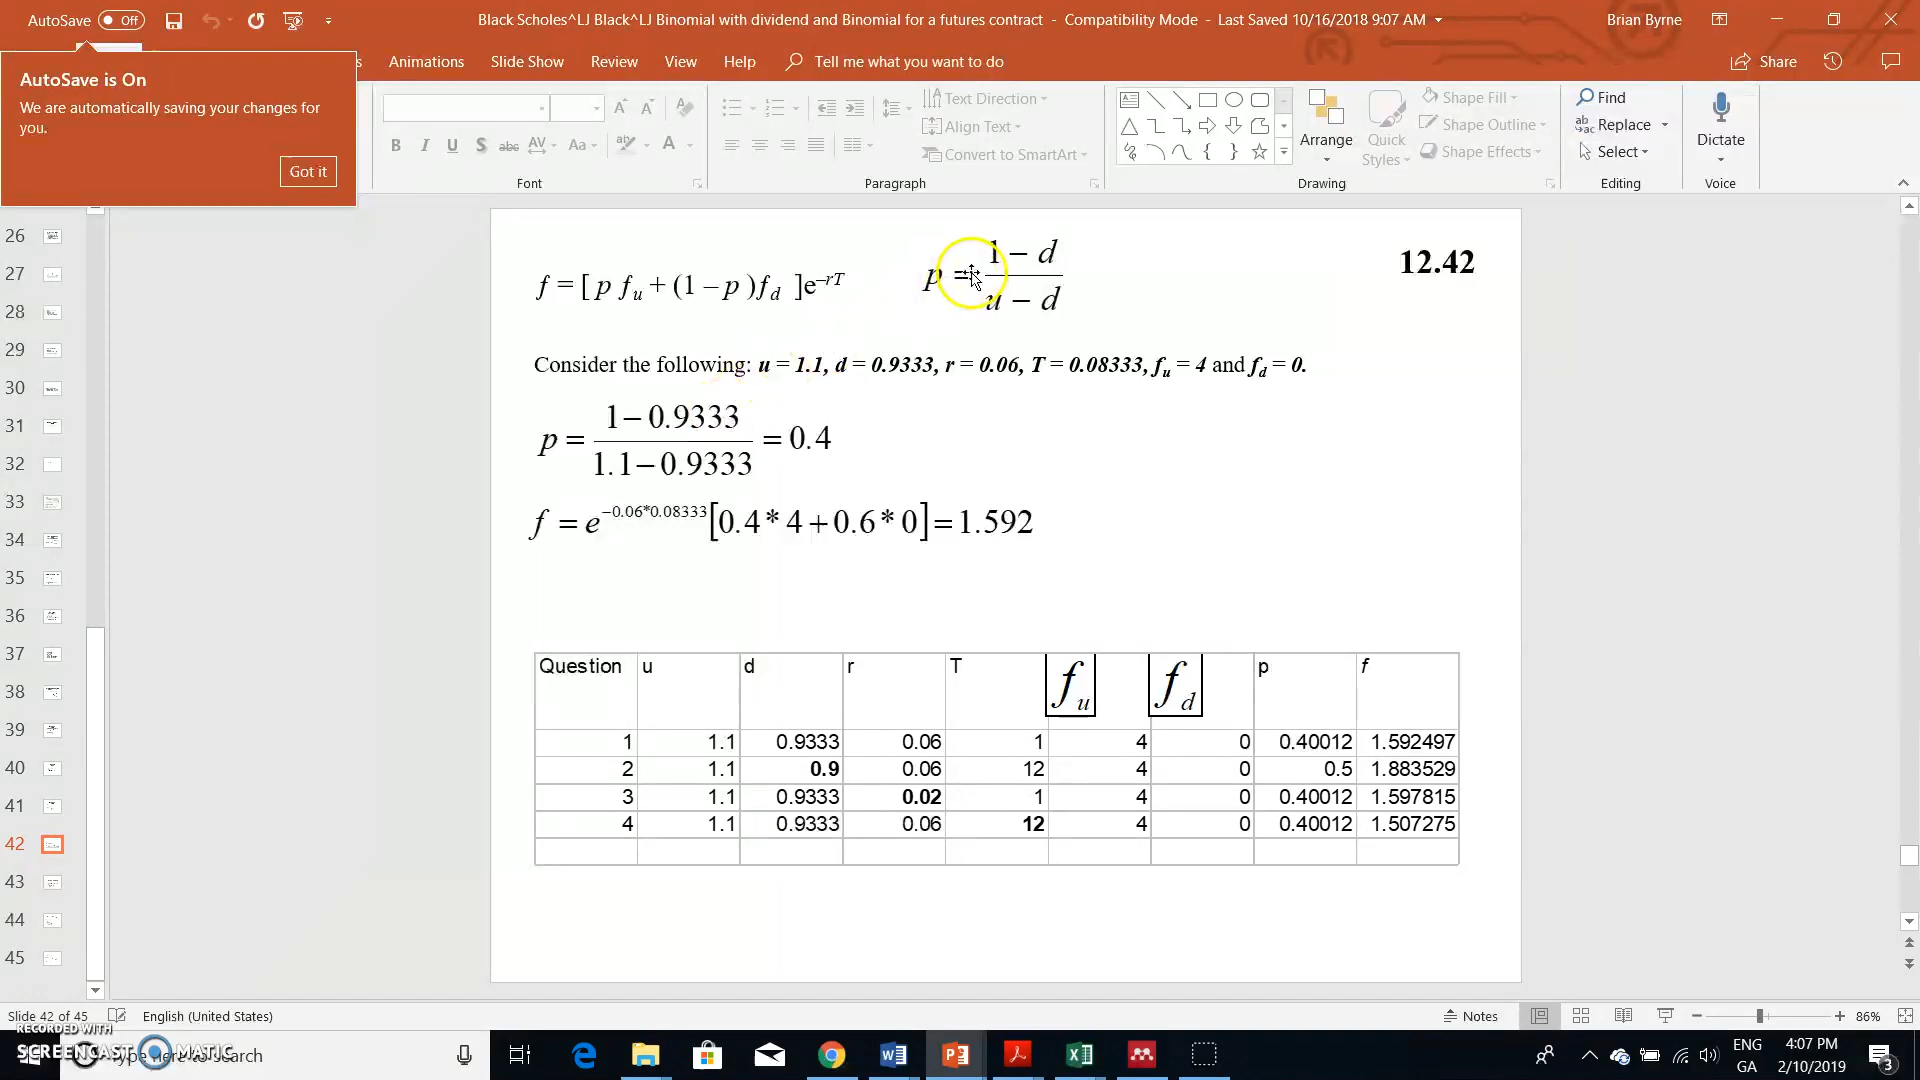 AutoSave Off
Black Scholes^LJ Black^LJ Binomial with dividend and Binomial for a futures contract - Compatibility Mode - Last Saved 10/16/2018 9:07 AM
Brian Byrne
s Animations Slide Show Review View Help Tell me what you want to do
Share
AutoSave is On
We are automatically saving your changes for
you.
Got it
Text Direction
Align Text
Convert to SmartArt
B I U S abc AV Aa A
Font
Paragraph
Arrange
Quick
Styles
Shape Fill
Shape Outline
Shape Effects
Drawing
Find
Replace
Select
Editing
Dictate
Voice
26
27
28
29
30
31
32
33
34
35
36
37
38
39
40
41
42
43
44
45
f = [ p f_u + (1 – p )f_d ]e^–rT
p = (1 − d)/(u − d)
12.42
Consider the following: u = 1.1, d = 0.9333, r = 0.06, T = 0.08333, f_u = 4 and f_d = 0.
p = (1− 0.9333)/(1.1− 0.9333) = 0.4
f = e^−0.06*0.08333 [0.4 * 4 + 0.6 * 0] = 1.592
Question u d r T f_u f_d p f
1 1.1 0.9333 0.06 1 4 0 0.40012 1.592497
2 1.1 0.9 0.06 12 4 0 0.5 1.883529
3 1.1 0.9333 0.02 1 4 0 0.40012 1.597815
4 1.1 0.9333 0.06 12 4 0 0.40012 1.507275
Slide 42 of 45 English (United States)
Notes
86%
RECORDED WITH
SCREENCAST MATIC
Type here to search
ENG
GA
4:07 PM
2/10/2019
3